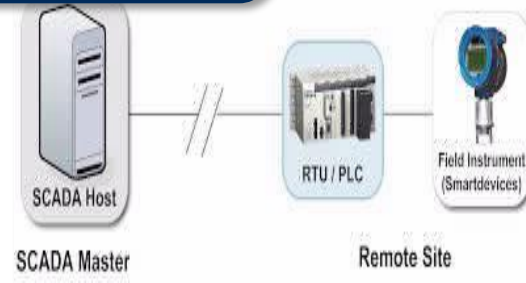 SCADA Host
RTU / PLC
Field Instrument
(Smartdevices)
SCADA Master
Remote Site